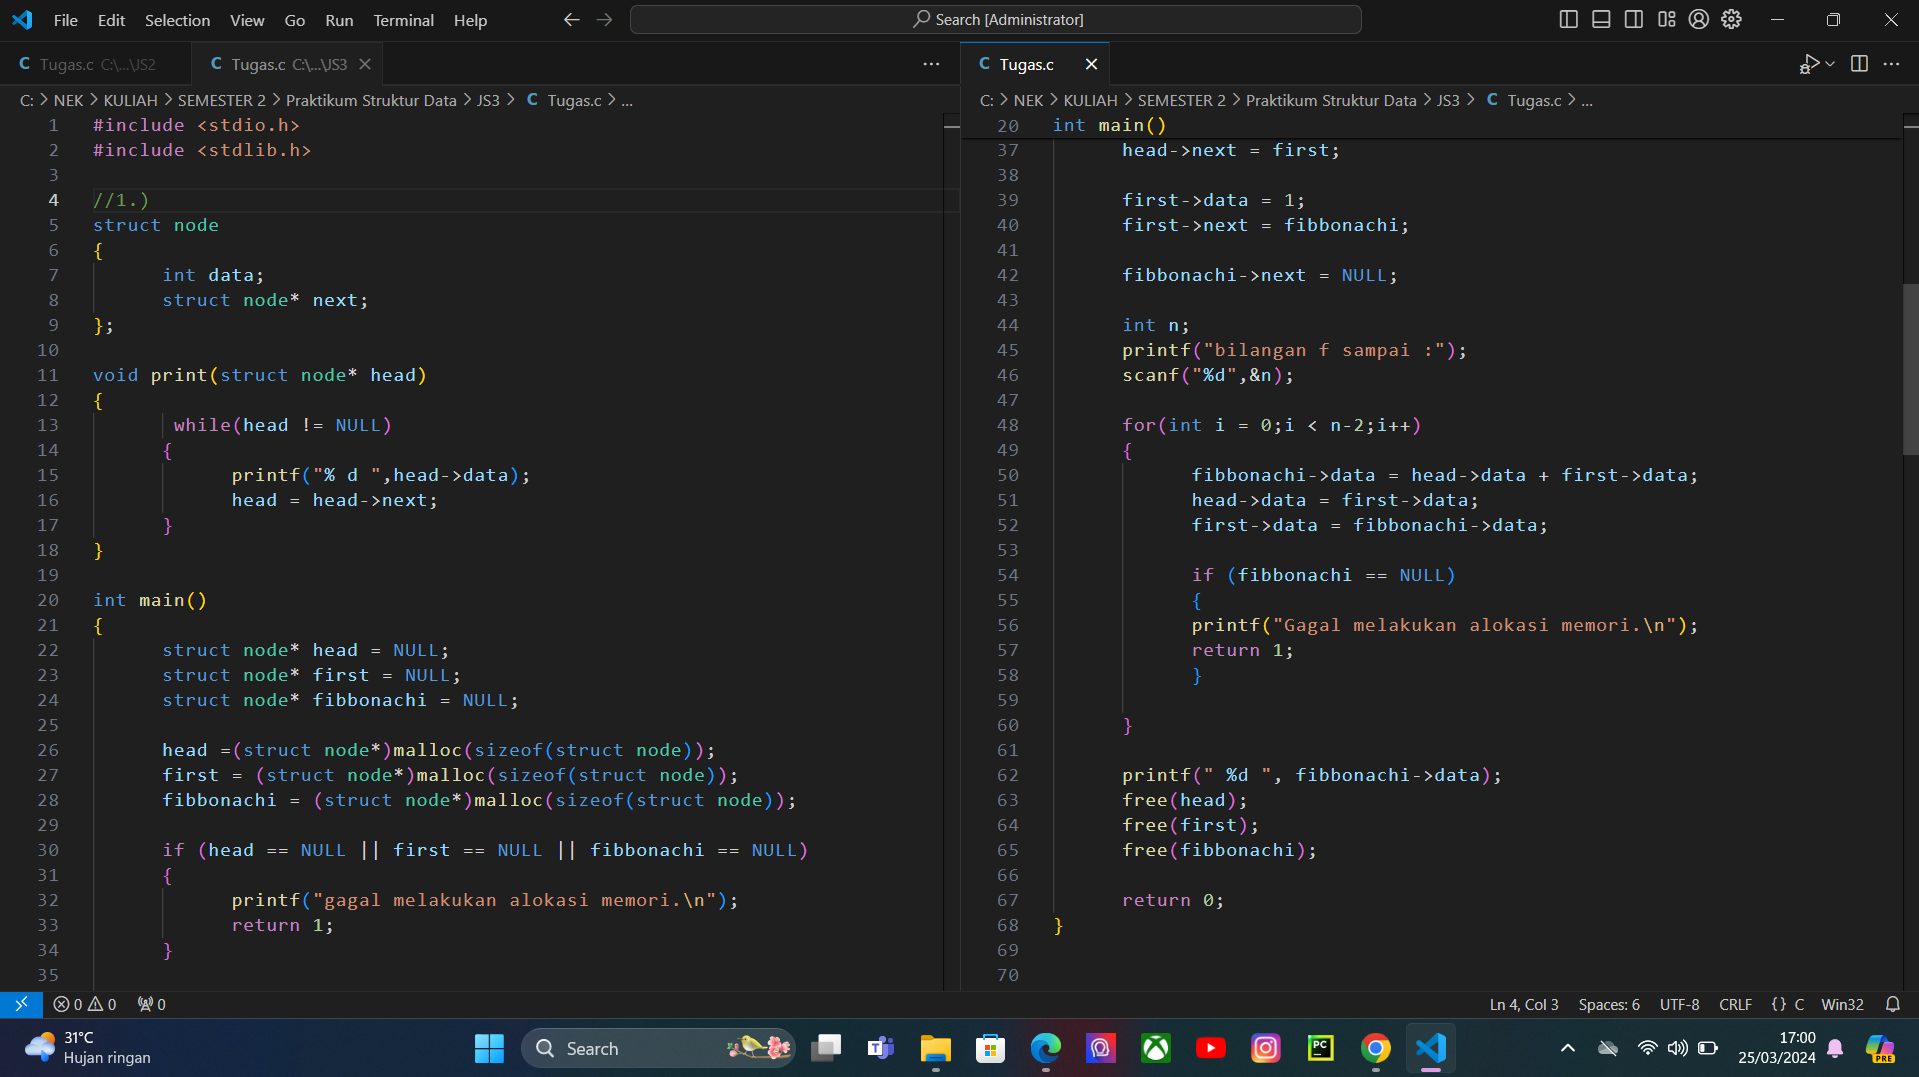 File Edit Selection View Go Run Terminal Help
Search [Administrator]
C Tugas.c C:\...\JS2
C Tugas.c C:\...\JS3
C: > NEK > KULIAH > SEMESTER 2 > Praktikum Struktur Data > JS3 > C Tugas.c > ...
1 #include <stdio.h>
2 #include <stdlib.h>
3
4 //1.)
5 struct node
6 {
7 int data;
8 struct node* next;
9 };
10
11 void print(struct node* head)
12 {
13 while(head != NULL)
14 {
15 printf("% d ",head->data);
16 head = head->next;
17 }
18 }
19
20 int main()
21 {
22 struct node* head = NULL;
23 struct node* first = NULL;
24 struct node* fibbonachi = NULL;
25
26 head =(struct node*)malloc(sizeof(struct node));
27 first = (struct node*)malloc(sizeof(struct node));
28 fibbonachi = (struct node*)malloc(sizeof(struct node));
29
30 if (head == NULL || first == NULL || fibbonachi == NULL)
31 {
32 printf("gagal melakukan alokasi memori.\n");
33 return 1;
34 }
35
C Tugas.c
C: > NEK > KULIAH > SEMESTER 2 > Praktikum Struktur Data > JS3 > C Tugas.c > ...
20 int main()
37 head->next = first;
38
39 first->data = 1;
40 first->next = fibbonachi;
41
42 fibbonachi->next = NULL;
43
44 int n;
45 printf("bilangan f sampai :");
46 scanf("%d",&n);
47
48 for(int i = 0;i < n-2;i++)
49 {
50 fibbonachi->data = head->data + first->data;
51 head->data = first->data;
52 first->data = fibbonachi->data;
53
54 if (fibbonachi == NULL)
55 {
56 printf("Gagal melakukan alokasi memori.\n");
57 return 1;
58 }
59
60 }
61
62 printf(" %d ", fibbonachi->data);
63 free(head);
64 free(first);
65 free(fibbonachi);
66
67 return 0;
68 }
69
70
0 0 0
Ln 4, Col 3 Spaces: 6 UTF-8 CRLF {} C Win32
31°C
Hujan ringan
Search
PC
17:00
25/03/2024
PRE